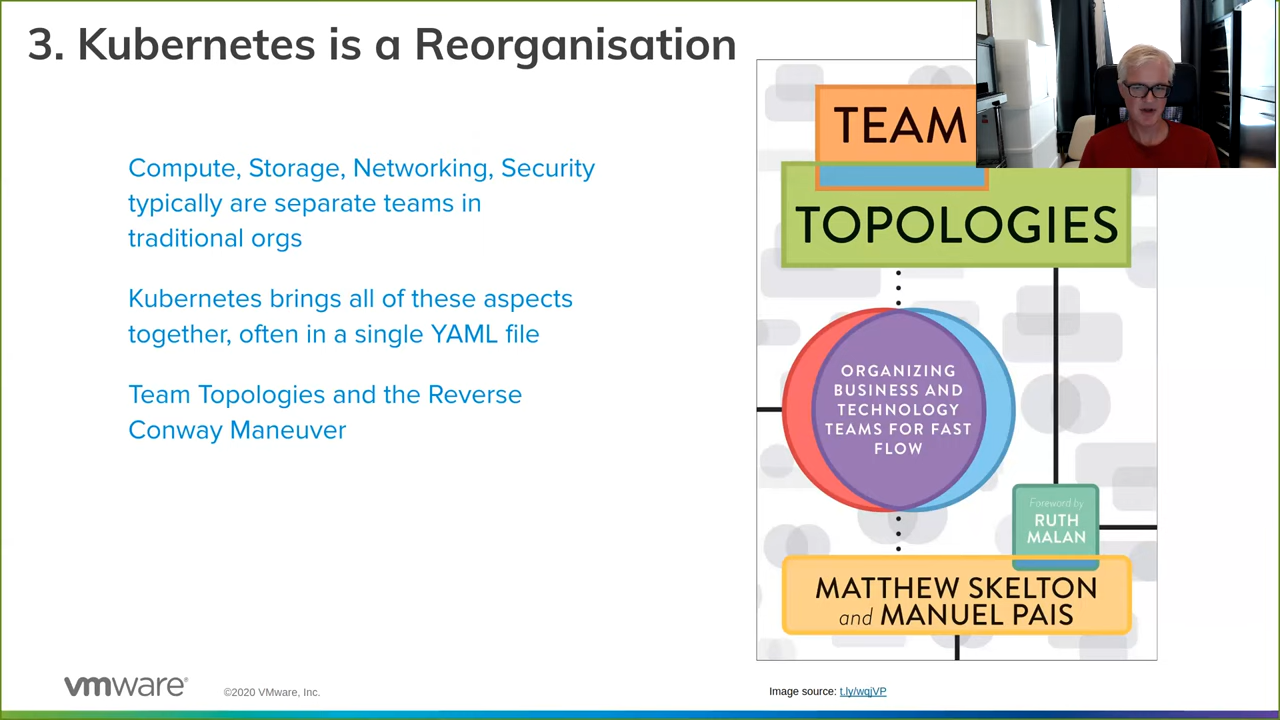 3. Kubernetes is a Reorganisation
Compute, Storage, Networking, Security
typically are separate teams in
traditional orgs
Kubernetes brings all of these aspects
together, often in a single YAML file
Team Topologies and the Reverse
Conway Maneuver
TEAM
TOPOLOGIES
ORGANIZING
BUSINESS AND
TECHNOLOGY
TEAMS FOR FAST
FLOW
Foreword by
RUTH
MALAN
MATTHEW SKELTON
and MANUEL PAIS
vmware®
©2020 VMware, Inc.
Image source: t.ly/wqjVP